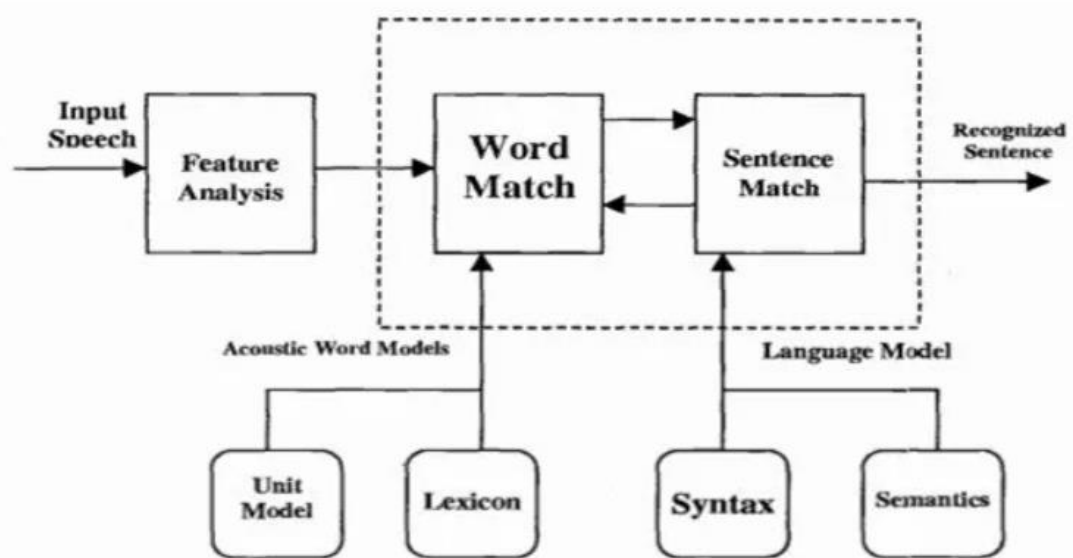 Input
Speech
Feature
Analysis
Word
Match
Sentence
Match
Recognized
Sentence
Acoustic Word Models
Language Model
Unit
Model
Lexicon
Syntax
Semantics